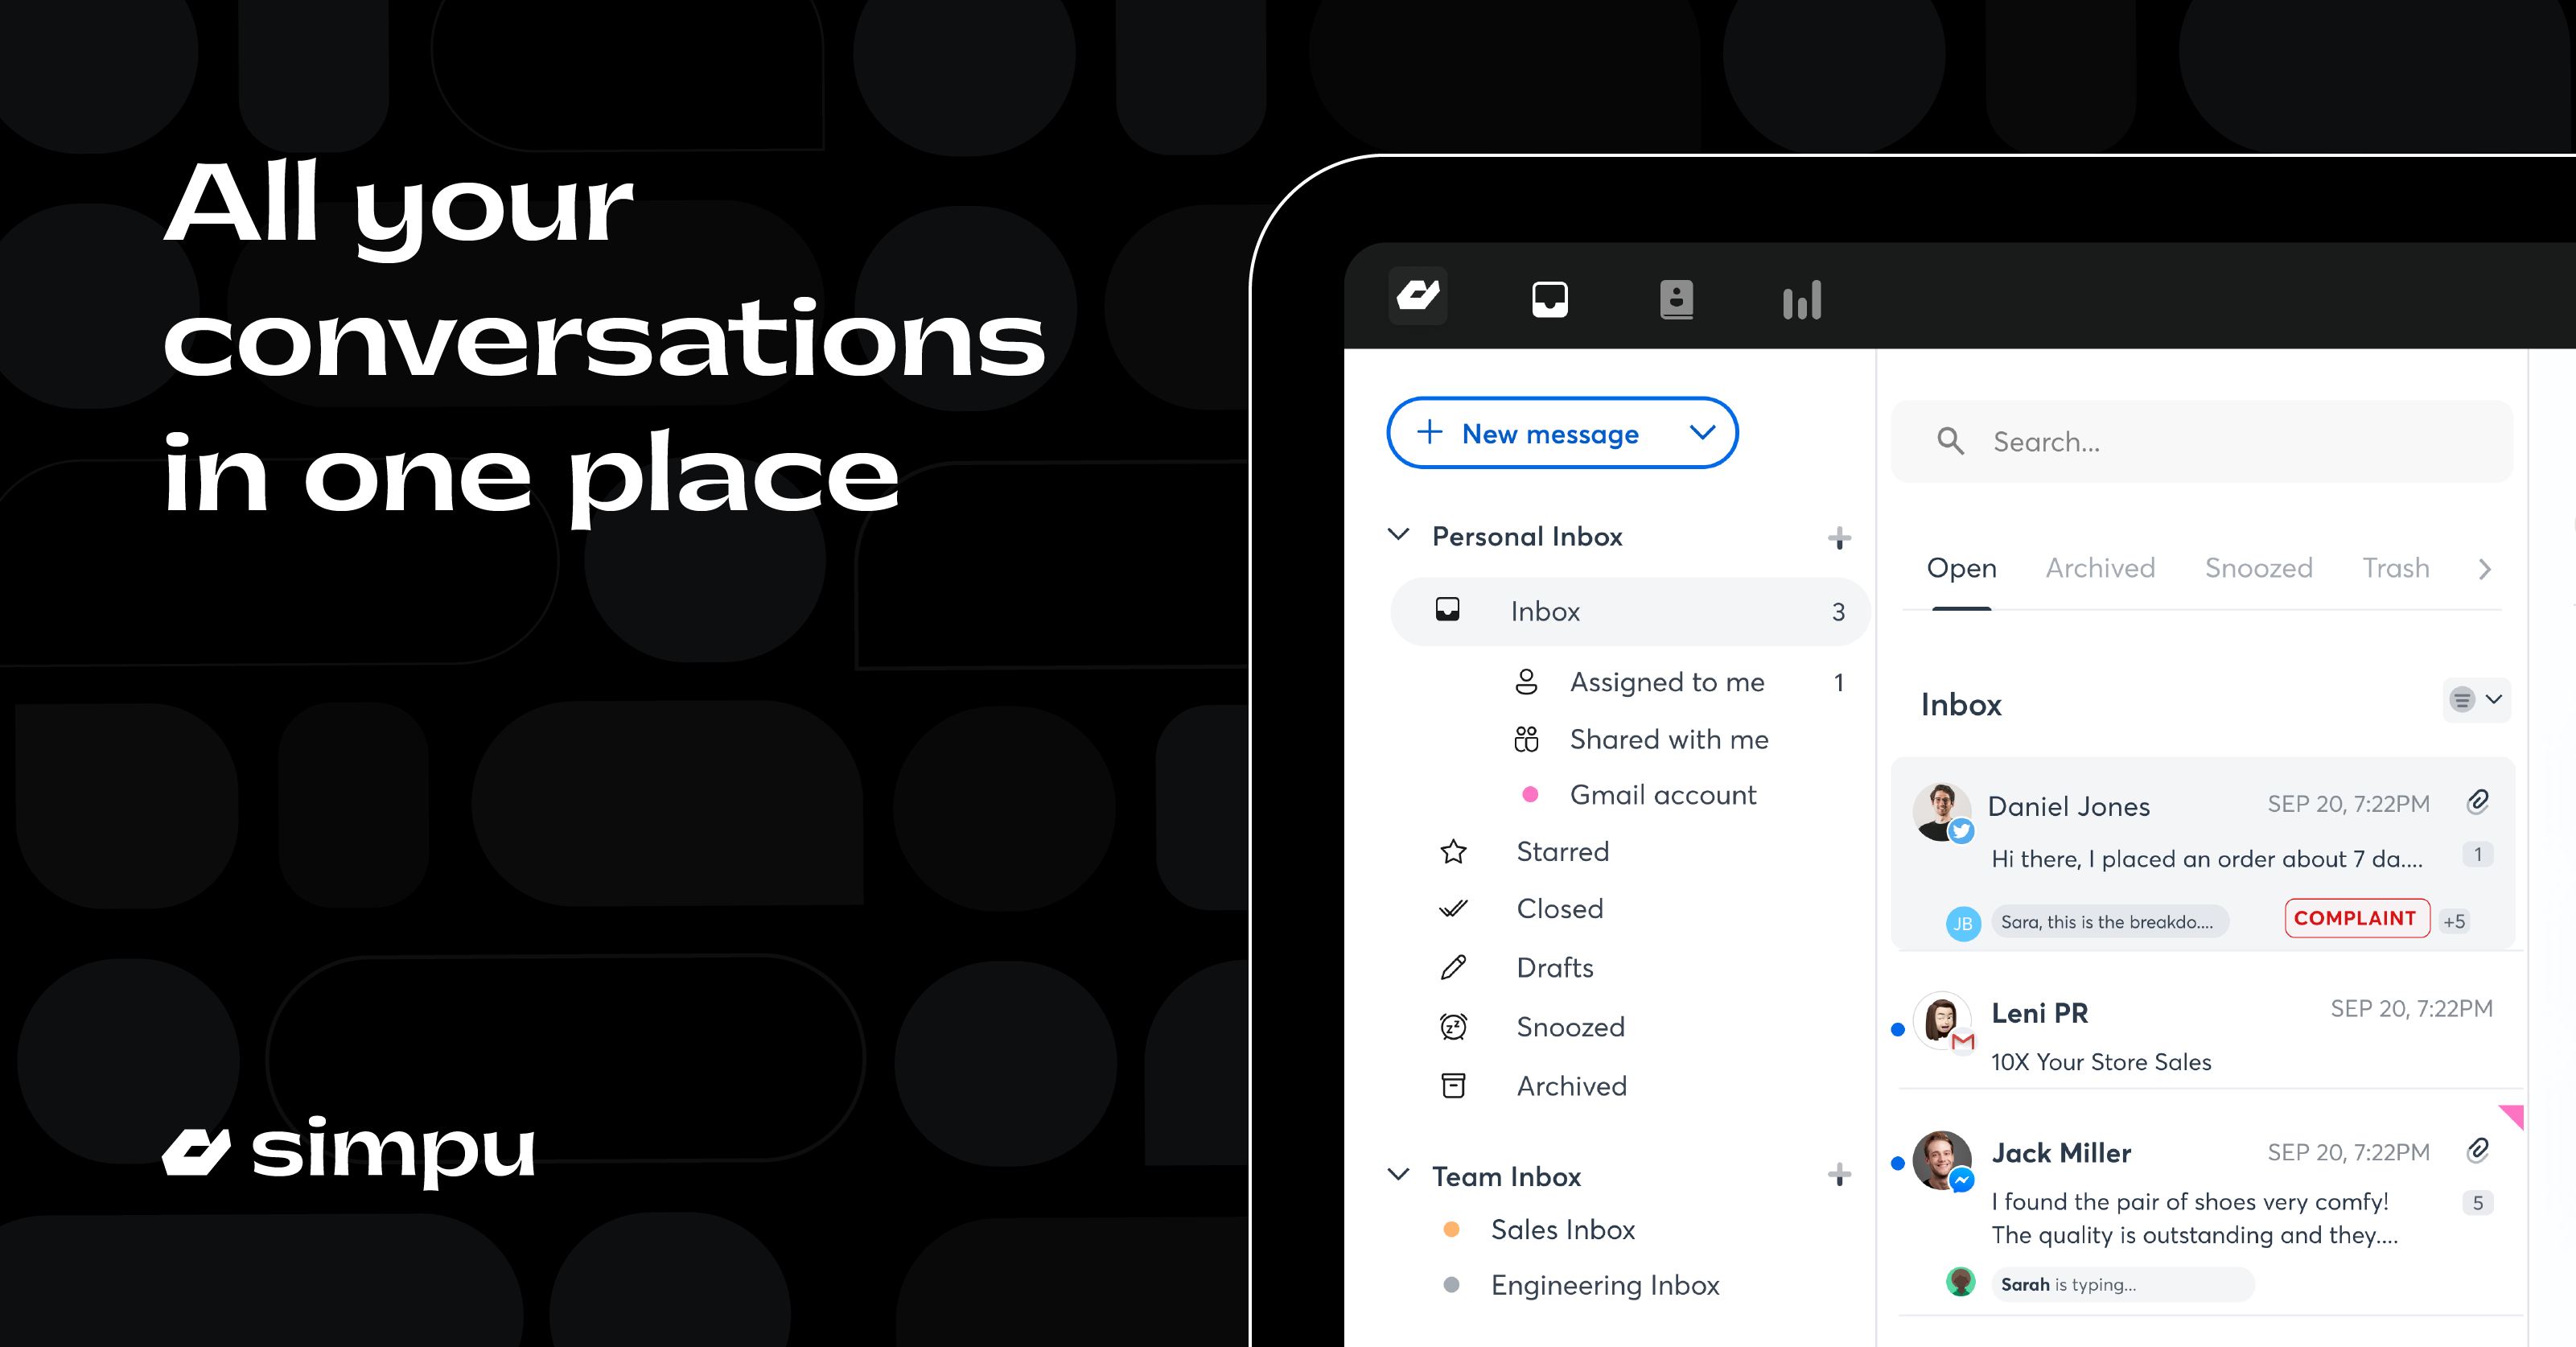 All your
conversations
in one place
simpu
New message
Personal Inbox
Inbox 3
Assigned to me 1
Shared with me
Gmail account
Starred
Closed
Drafts
Snoozed
Archived
Team Inbox
Sales Inbox
Engineering Inbox
Search...
Open Archived Snoozed Trash
Inbox
Daniel Jones SEP 20, 7:22PM
Hi there, I placed an order about 7 da.... 1
JB Sara, this is the breakdo.... COMPLAINT +5
Leni PR SEP 20, 7:22PM
10X Your Store Sales
Jack Miller SEP 20, 7:22PM
I found the pair of shoes very comfy! 5
The quality is outstanding and they....
Sarah is typing...